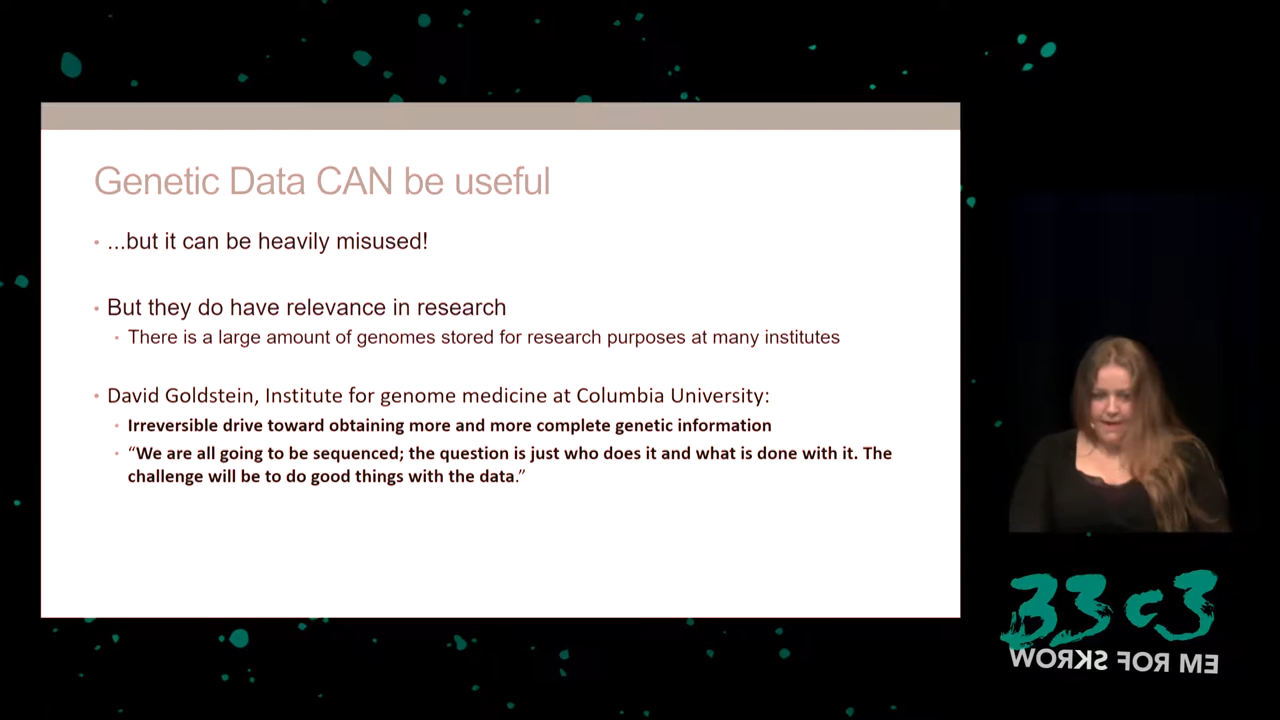 Genetic Data CAN be useful
• ...but it can be heavily misused!
• But they do have relevance in research
• There is a large amount of genomes stored for research purposes at many institutes
• David Goldstein, Institute for genome medicine at Columbia University:
• Irreversible drive toward obtaining more and more complete genetic information
• “We are all going to be sequenced; the question is just who does it and what is done with it. The
challenge will be to do good things with the data.”
33c3
WORKS FOR ME